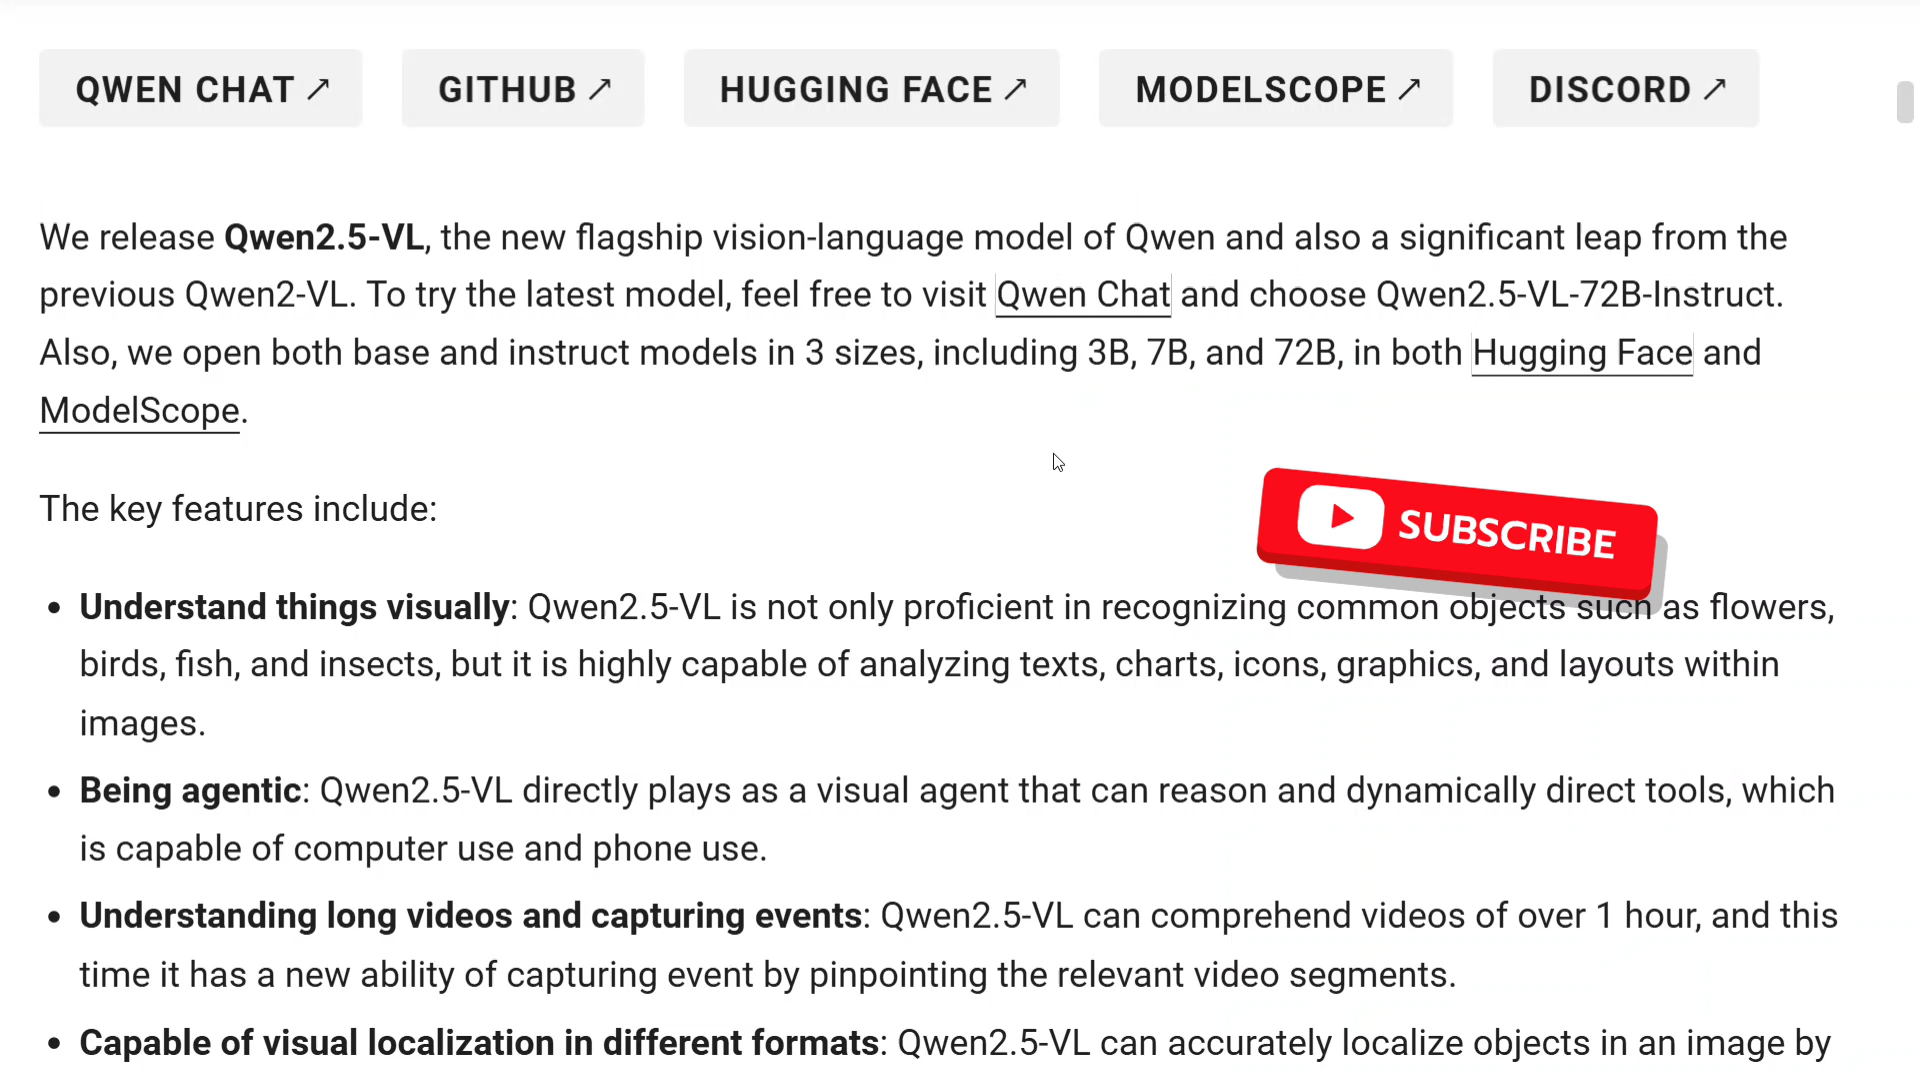 QWEN CHAT ↗ GITHUB ↗ HUGGING FACE ↗ MODELSCOPE ↗ DISCORD ↗
We release Qwen2.5-VL, the new flagship vision-language model of Qwen and also a significant leap from the
previous Qwen2-VL. To try the latest model, feel free to visit Qwen Chat and choose Qwen2.5-VL-72B-Instruct.
Also, we open both base and instruct models in 3 sizes, including 3B, 7B, and 72B, in both Hugging Face and
ModelScope.
The key features include:
SUBSCRIBE
• Understand things visually: Qwen2.5-VL is not only proficient in recognizing common objects such as flowers,
birds, fish, and insects, but it is highly capable of analyzing texts, charts, icons, graphics, and layouts within
images.
• Being agentic: Qwen2.5-VL directly plays as a visual agent that can reason and dynamically direct tools, which
is capable of computer use and phone use.
• Understanding long videos and capturing events: Qwen2.5-VL can comprehend videos of over 1 hour, and this
time it has a new ability of capturing event by pinpointing the relevant video segments.
• Capable of visual localization in different formats: Qwen2.5-VL can accurately localize objects in an image by